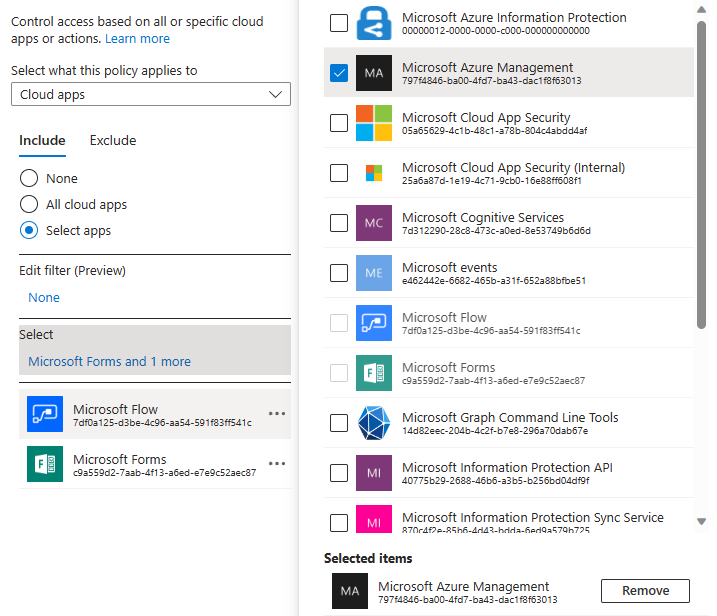 Control access based on all or specific cloud
apps or actions. Learn more
Select what this policy applies to
Cloud apps
Include
Exclude
None
All cloud apps
Select apps
Edit filter (Preview)
None
Select
Microsoft Forms and 1 more
Microsoft Flow
7df0a125-d3be-4c96-aa54-591f83ff541c
Microsoft Forms
c9a559d2-7aab-4f13-a6ed-e7e9c52aec87
Microsoft Azure Information Protection
00000012-0000-0000-c000-000000000000
MA
Microsoft Azure Management
797f4846-ba00-4fd7-ba43-dac1f8f63013
Microsoft Cloud App Security
05a65629-4c1b-48c1-a78b-804c4abdd4af
Microsoft Cloud App Security (Internal)
25a6a87d-1e19-4c71-9cb0-16e88ff608f1
MC
Microsoft Cognitive Services
7d312290-28c8-473c-a0ed-8e53749b6d6d
ME
Microsoft events
e462442e-6682-465b-a31f-652a88bfbe51
Microsoft Flow
7df0a125-d3be-4c96-aa54-591f83ff541c
Microsoft Forms
c9a559d2-7aab-4f13-a6ed-e7e9c52aec87
Microsoft Graph Command Line Tools
14d82eec-204b-4c2f-b7e8-296a70dab67e
MI
Microsoft Information Protection API
40775b29-2688-46b6-a3b5-b256bd04df9f
MI
Microsoft Information Protection Sync Service
870c4f2e-85b6-4d43-bdda-6ed9a579b725
Selected items
MA
Microsoft Azure Management
797f4846-ba00-4fd7-ba43-dac1f8f63013
Remove